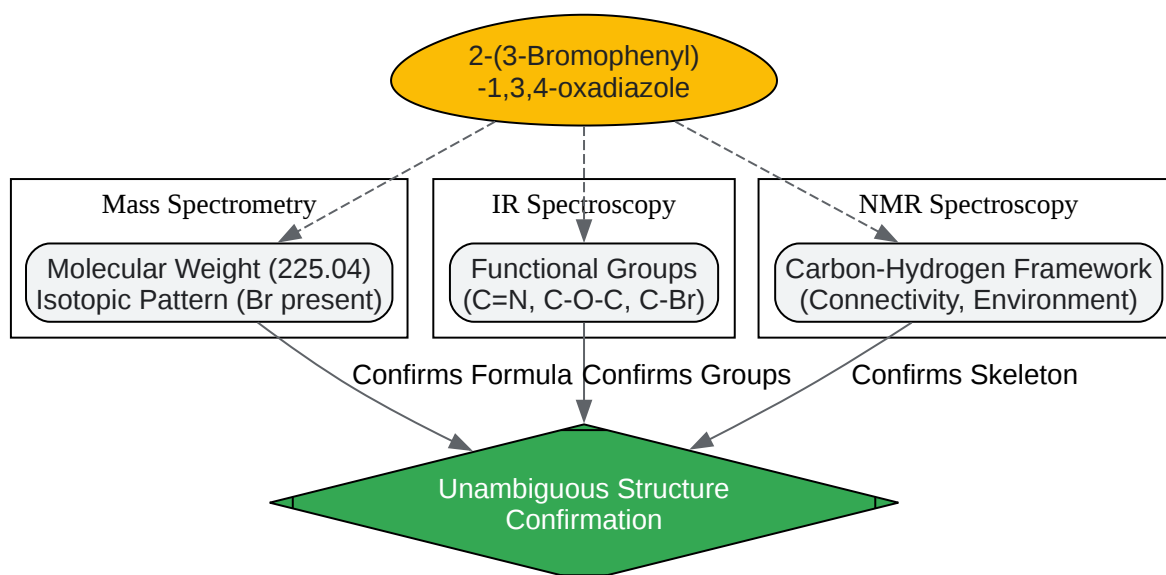 2-(3-Bromophenyl)
-1,3,4-oxadiazole
Mass Spectrometry
IR Spectroscopy
NMR Spectroscopy
Molecular Weight (225.04)
Isotopic Pattern (Br present)
Functional Groups
(C=N, C-O-C, C-Br)
Carbon-Hydrogen Framework
(Connectivity, Environment)
Confirms Formula
Confirms Groups
Confirms Skeleton
Unambiguous Structure
Confirmation